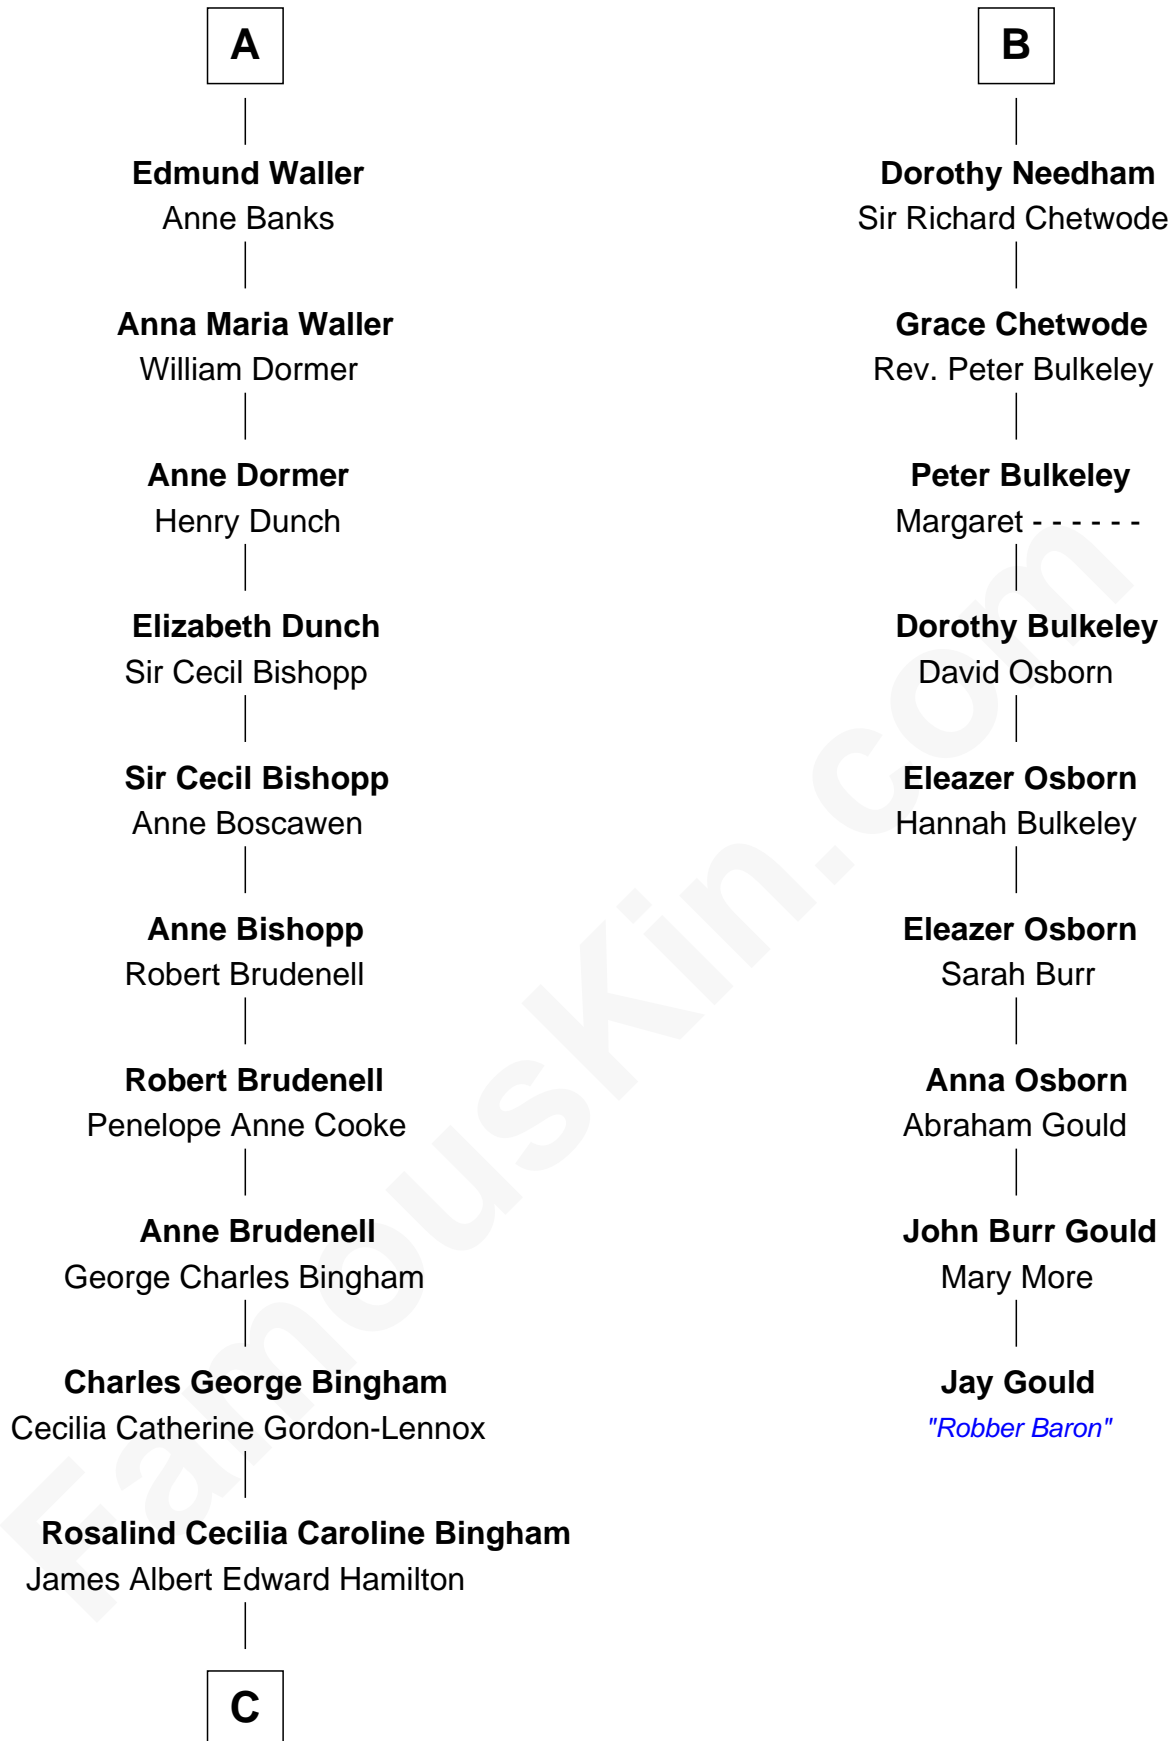 A
Edmund Waller
Anne Banks
Anna Maria Waller
William Dormer
Anne Dormer
Henry Dunch
Elizabeth Dunch
Sir Cecil Bishopp
Sir Cecil Bishopp
Anne Boscawen
Anne Bishopp
Robert Brudenell
Robert Brudenell
Penelope Anne Cooke
Anne Brudenell
George Charles Bingham
Charles George Bingham
Cecilia Catherine Gordon-Lennox
Rosalind Cecilia Caroline Bingham
James Albert Edward Hamilton
C
B
Dorothy Needham
Sir Richard Chetwode
Grace Chetwode
Rev. Peter Bulkeley
Peter Bulkeley
Margaret - - - - - -
Dorothy Bulkeley
David Osborn
Eleazer Osborn
Hannah Bulkeley
Eleazer Osborn
Sarah Burr
Anna Osborn
Abraham Gould
John Burr Gould
Mary More
Jay Gould
"Robber Baron"
FamousKin.com